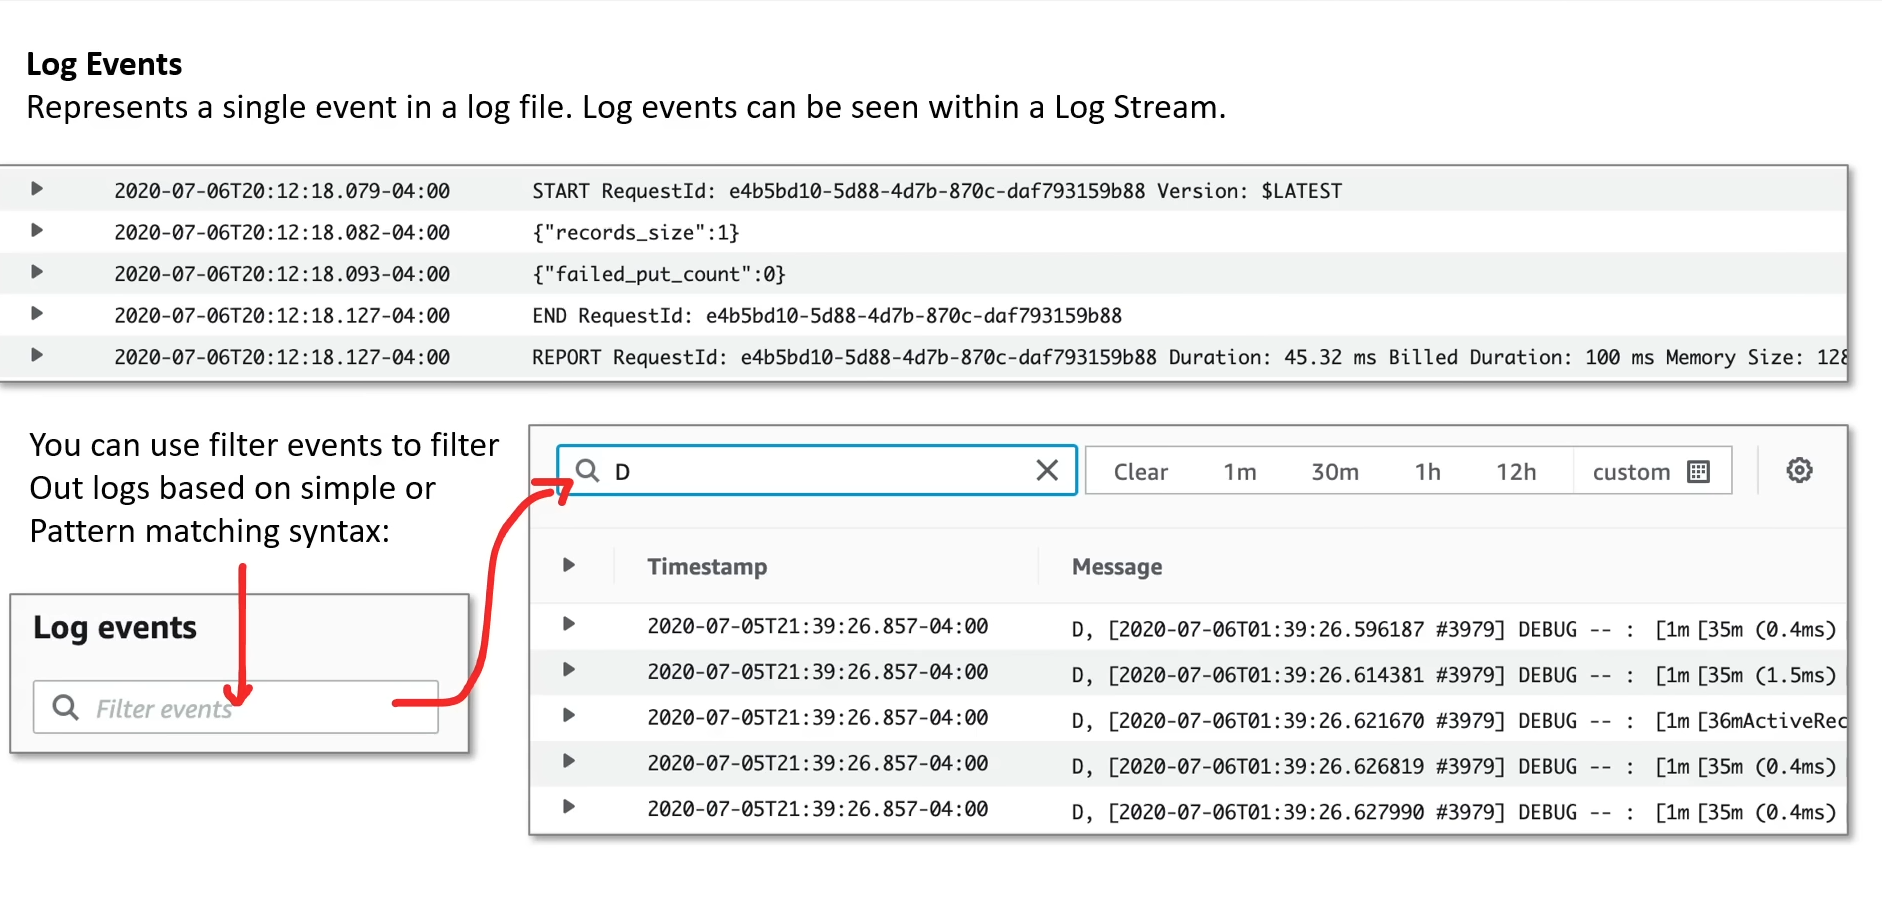 Log Events
Represents a single event in a log file. Log events can be seen within a Log Stream.
2020-07-06T20:12:18.079-04:00 START RequestId: e4b5bd10-5d88-4d7b-870c-daf793159b88 Version: $LATEST
2020-07-06T20:12:18.082-04:00 {"records_size":1}
2020-07-06T20:12:18.093-04:00 {"failed_put_count":0}
2020-07-06T20:12:18.127-04:00 END RequestId: e4b5bd10-5d88-4d7b-870c-daf793159b88
2020-07-06T20:12:18.127-04:00 REPORT RequestId: e4b5bd10-5d88-4d7b-870c-daf793159b88 Duration: 45.32 ms Billed Duration: 100 ms Memory Size: 128
You can use filter events to filter
Out logs based on simple or
Pattern matching syntax:
Log events
Filter events
D Clear 1m 30m 1h 12h custom
Timestamp Message
2020-07-05T21:39:26.857-04:00 D, [2020-07-06T01:39:26.596187 #3979] DEBUG -- : [1m [35m (0.4ms)
2020-07-05T21:39:26.857-04:00 D, [2020-07-06T01:39:26.614381 #3979] DEBUG -- : [1m [35m (1.5ms)
2020-07-05T21:39:26.857-04:00 D, [2020-07-06T01:39:26.621670 #3979] DEBUG -- : [1m [36mActiveRec
2020-07-05T21:39:26.857-04:00 D, [2020-07-06T01:39:26.626819 #3979] DEBUG -- : [1m [35m (0.4ms)
2020-07-05T21:39:26.857-04:00 D, [2020-07-06T01:39:26.627990 #3979] DEBUG -- : [1m [35m (0.4ms)